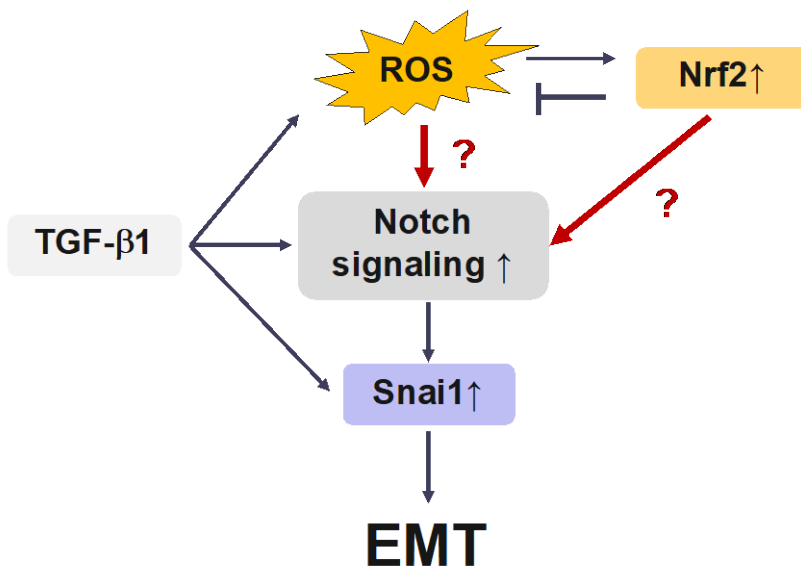 ROS
Nrf2↑
?
?
TGF-β1
Notch
signaling ↑
Snai1↑
EMT